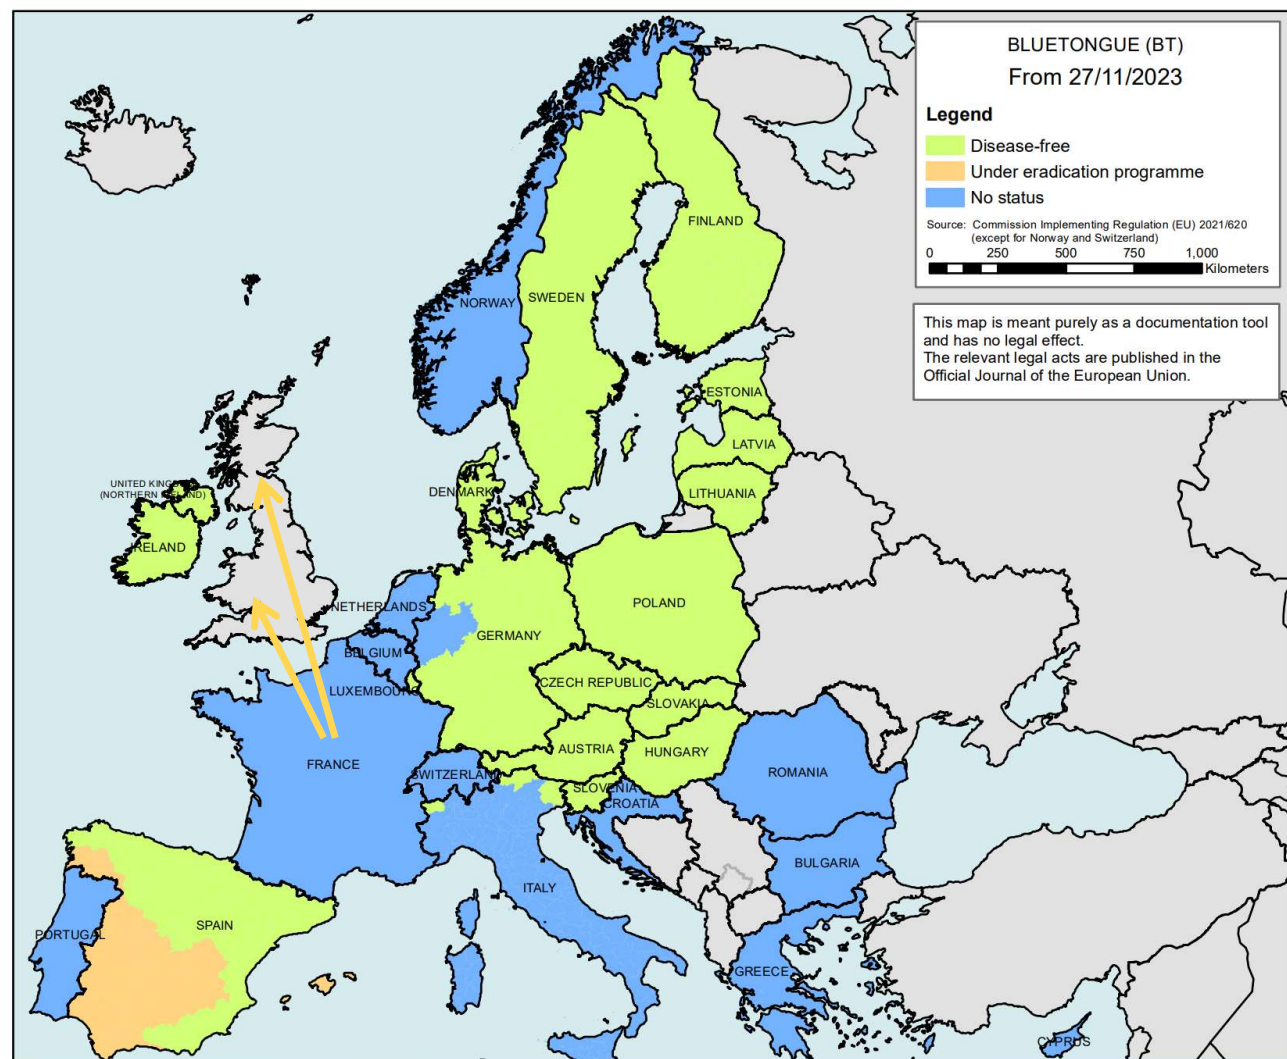 BLUETONGUE (BT)
From 27/11/2023
Legend
Disease-free
Under eradication programme
No status
Source: Commission Implementing Regulation (EU) 2021/620
(except for Norway and Switzerland)
0 250 500 750 1,000
Kilometers
This map is meant purely as a documentation tool
and has no legal effect.
The relevant legal acts are published in the
Official Journal of the European Union.
FINLAND
NORWAY
SWEDEN
ESTONIA
LATVIA
UNITED KINGDOM
(NORTHERN IRELAND)
DENMARK
LITHUANIA
IRELAND
NETHERLANDS
POLAND
GERMANY
BELGIUM
CZECH REPUBLIC
LUXEMBOURG
SLOVAKIA
AUSTRIA
HUNGARY
FRANCE
SWITZERLAND
ROMANIA
SLOVENIA
CROATIA
BULGARIA
ITALY
SPAIN
PORTUGAL
GREECE
CYPRUS